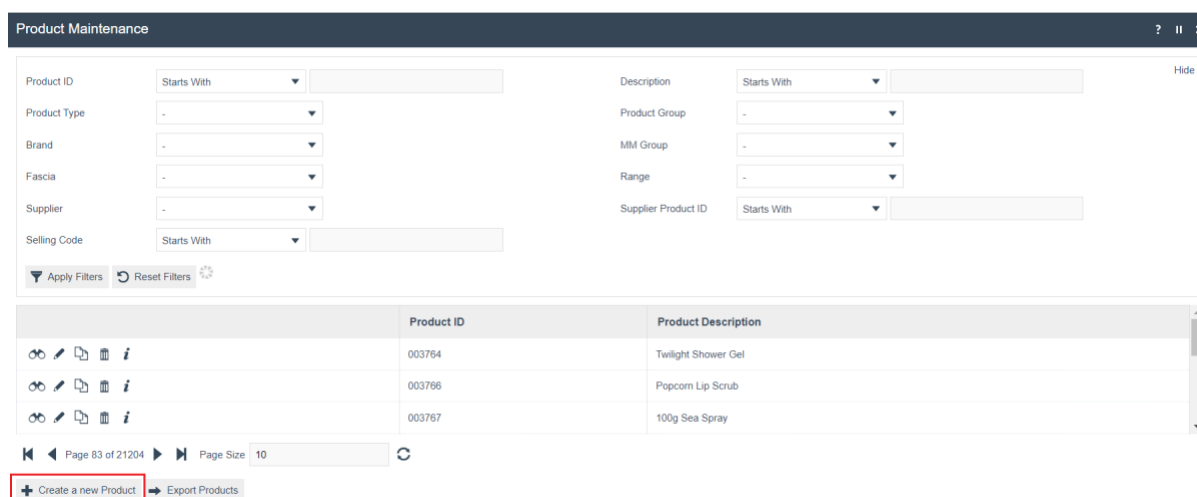 Product Maintenance ?
Hide
Product ID Starts With Description Starts With
Product Type - Product Group -
Brand - MM Group -
Fascia - Range -
Supplier - Supplier Product ID Starts With
Selling Code Starts With
Apply Filters Reset Filters
Product ID Product Description
i 003764 Twilight Shower Gel
i 003766 Popcorn Lip Scrub
i 003767 100g Sea Spray
Page 83 of 21204 Page Size 10
Create a new Product Export Products